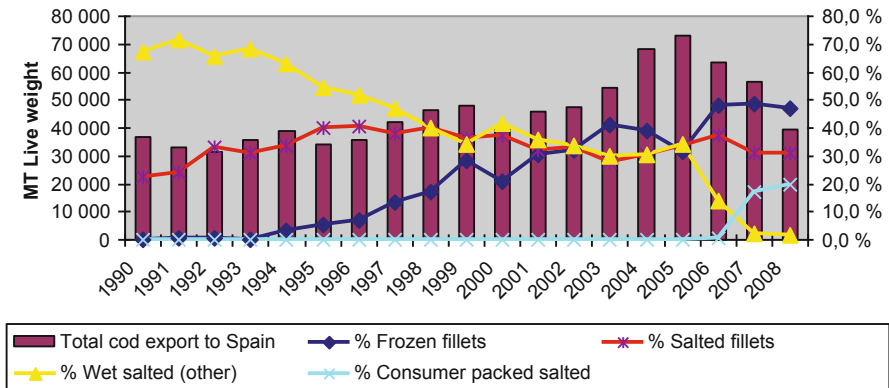 80 000 80,0 %
70 000 70,0 %
60 000 60,0 %
50 000 50,0 %
40 000 40,0 %
30 000 30,0 %
20 000 20,0 %
10 000 10,0 %
0 0,0 %
MT Live weight
1990 1991 1992 1993 1994 1995 1996 1997 1998 1999 2000 2001 2002 2003 2004 2005 2006 2007 2008
Total cod export to Spain % Frozen fillets % Salted fillets
% Wet salted (other) % Consumer packed salted